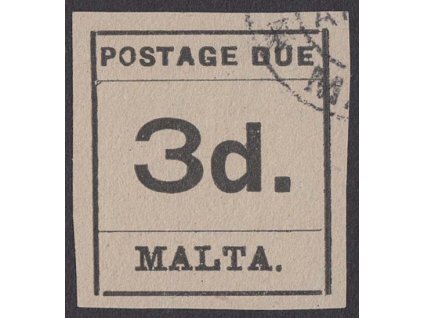 POSTAGE DUE
3d.
MALTA.